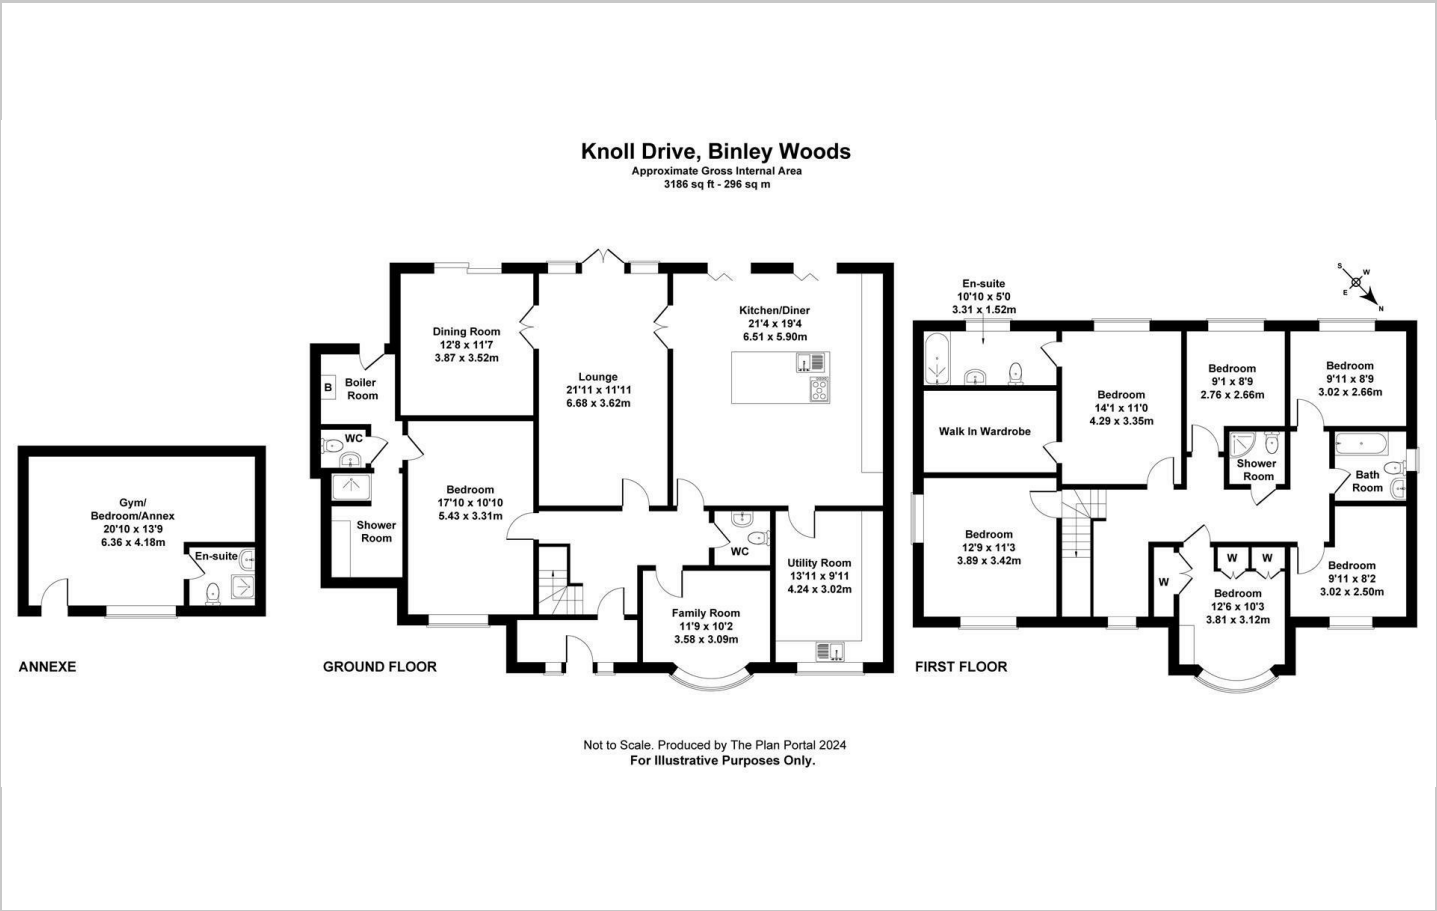 Knoll Drive, Binley Woods
Approximate Gross Internal Area
3186 sq ft - 296 sq m
Gym/
Bedroom/Annex
20'10 x 13'9
6.36 x 4.18m
En-suite
ANNEXE
Dining Room
12'8 x 11'7
3.87 x 3.52m
B
Boiler
Room
WC
Shower
Room
Bedroom
17'10 x 10'10
5.43 x 3.31m
Lounge
21'11 x 11'11
6.68 x 3.62m
Kitchen/Diner
21'4 x 19'4
6.51 x 5.90m
WC
Utility Room
13'11 x 9'11
4.24 x 3.02m
Family Room
11'9 x 10'2
3.58 x 3.09m
GROUND FLOOR
En-suite
10'10 x 5'0
3.31 x 1.52m
S
W
E
N
Walk In Wardrobe
Bedroom
14'1 x 11'0
4.29 x 3.35m
Bedroom
9'1 x 8'9
2.76 x 2.66m
Bedroom
9'11 x 8'9
3.02 x 2.66m
Shower
Room
Bath
Room
Bedroom
12'9 x 11'3
3.89 x 3.42m
W
W
W
Bedroom
12'6 x 10'3
3.81 x 3.12m
Bedroom
9'11 x 8'2
3.02 x 2.50m
FIRST FLOOR
Not to Scale. Produced by The Plan Portal 2024
For Illustrative Purposes Only.